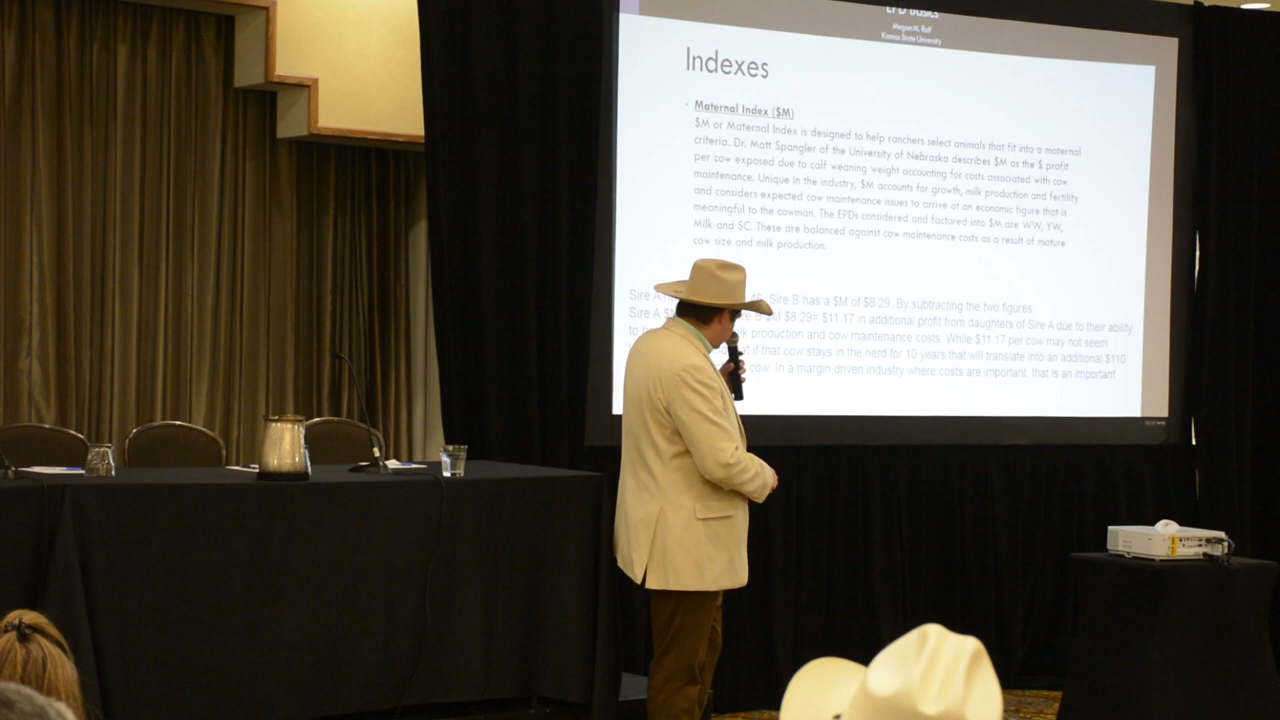 EPD Basics
Megan M. Rolf
Kansas State University
Indexes
Maternal Index ($M)
$M or Maternal Index is designed to help ranchers select animals that fit into a maternal
criteria. Dr. Matt Spangler of the University of Nebraska describes $M as the $ profit
per cow exposed due to calf weaning weight accounting for costs associated with cow
maintenance. Unique in the industry, $M accounts for growth, milk production and fertility
and considers expected cow maintenance issues to arrive at an economic figure that is
meaningful to the cowman. The EPDs considered and factored into $M are WW, YW,
Milk and SC. These are balanced against cow maintenance costs as a result of mature
cow size and milk production.
Sire A 46. Sire B has a $M of $8.29. By subtracting the two figures:
Sire A B $M $8.29= $11.17 in additional profit from daughters of Sire A due to their ability
to production and cow maintenance costs. While $11.17 per cow may not seem
if that cow stays in the herd for 10 years that will translate into an additional $110
cow. In a margin driven industry where costs are important, that is an important